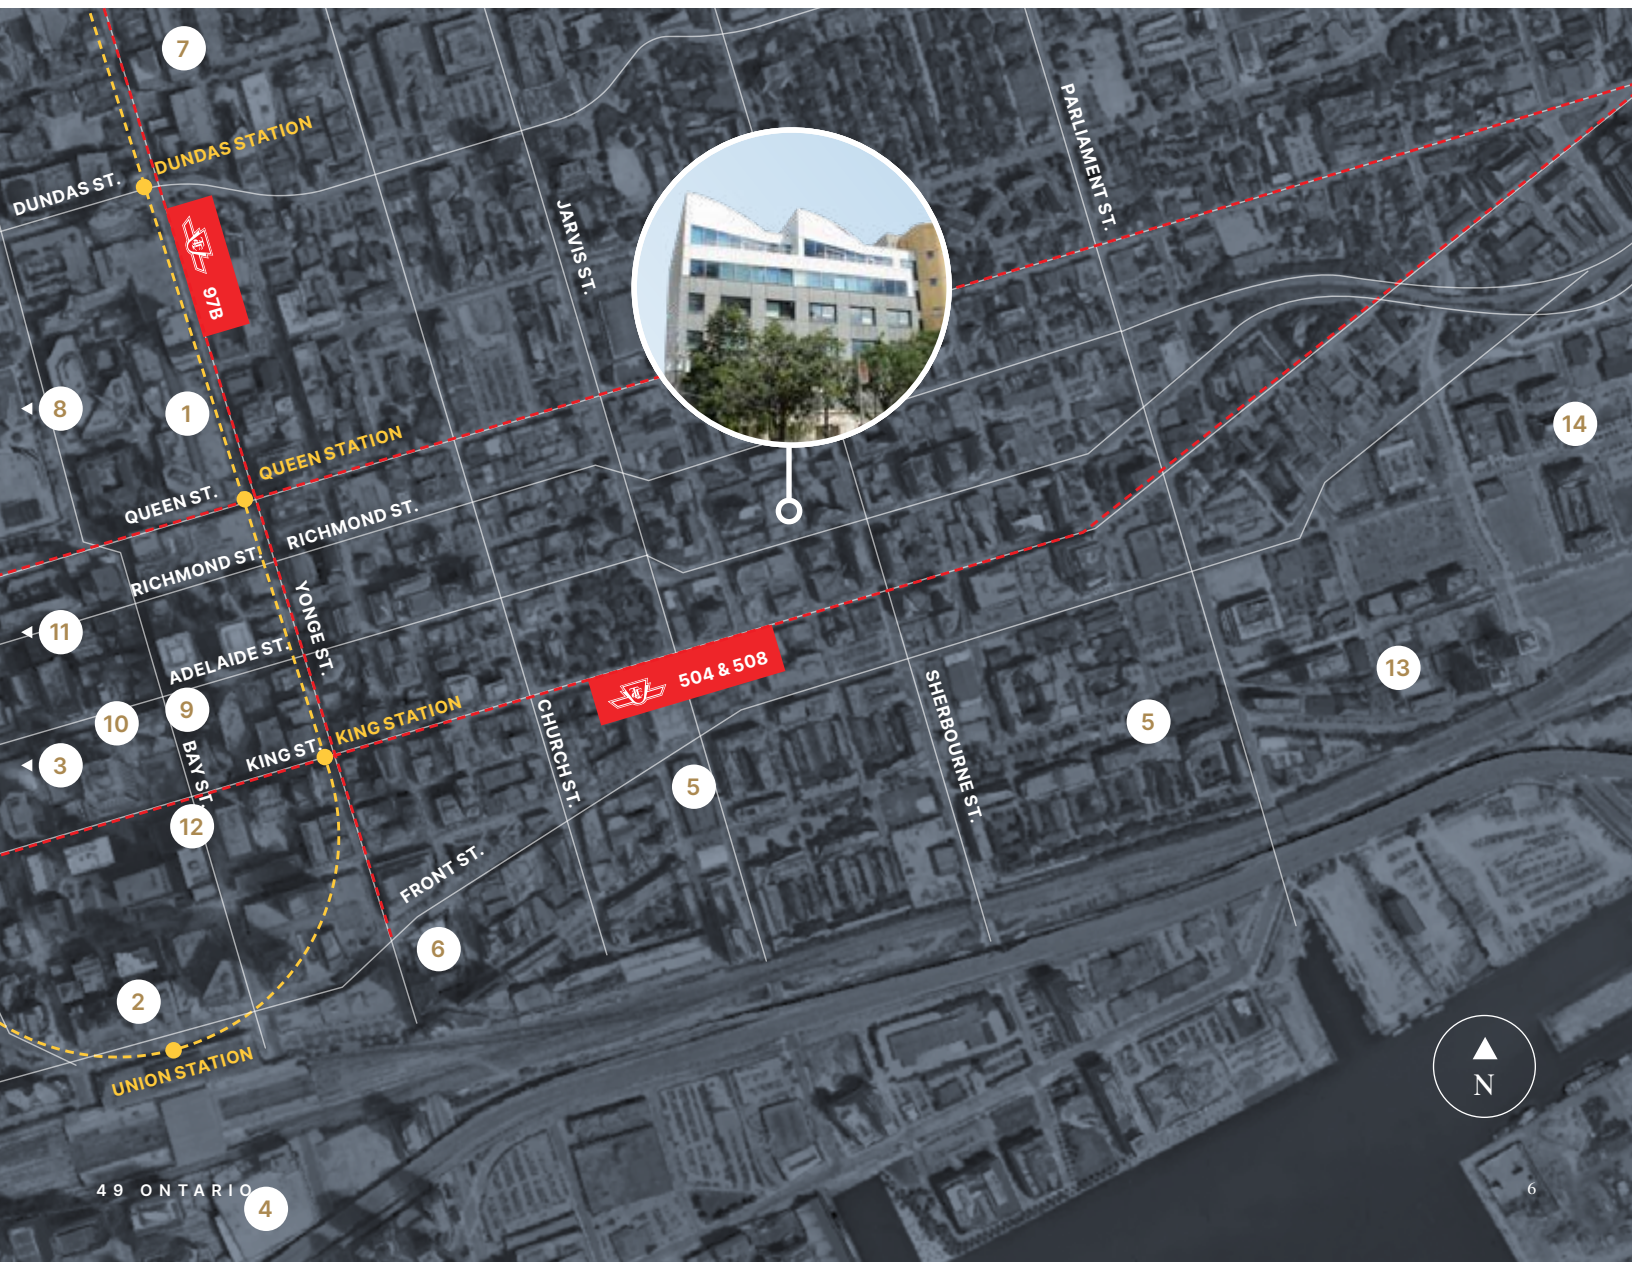 7
DUNDAS STATION
DUNDAS ST.
PARLIAMENT ST.
JARVIS ST.
97B
8
1
14
QUEEN STATION
QUEEN ST.
RICHMOND ST.
RICHMOND ST.
YONGE ST.
11
ADELAIDE ST.
504 & 508
13
9
10
KING STATION
KING ST.
3
BAY ST.
CHURCH ST.
SHERBOURNE ST.
5
5
12
FRONT ST.
6
2
UNION STATION
N
49 ONTARIO
4
6